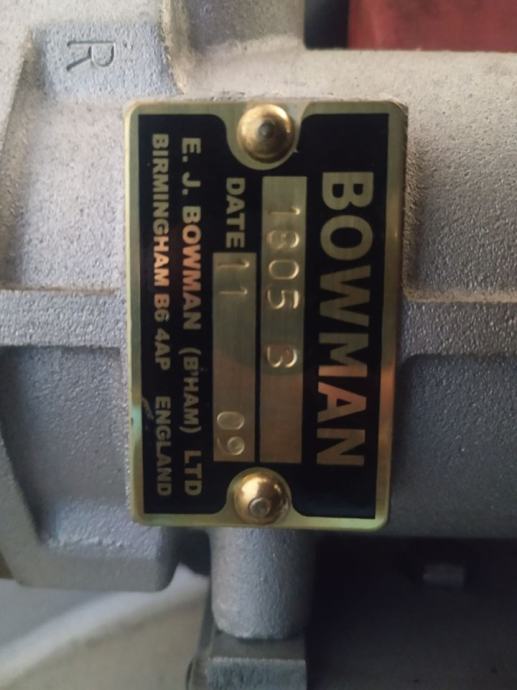 R
BOWMAN
1805 B
DATE 11 09
E. J. BOWMAN (B'HAM) LTD
BIRMINGHAM B6 4AP ENGLAND